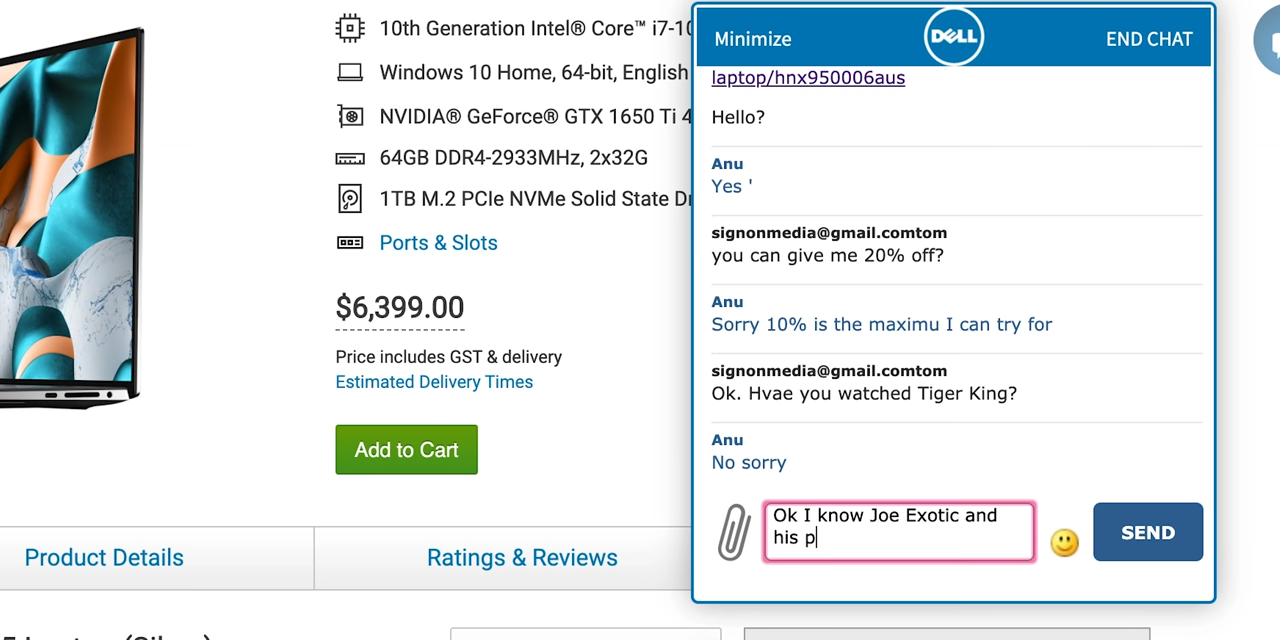 10th Generation Intel® Core™ i7-10
Windows 10 Home, 64-bit, English
NVIDIA® GeForce® GTX 1650 Ti 4
64GB DDR4-2933MHz, 2x32G
1TB M.2 PCIe NVMe Solid State Dr
Ports & Slots
$6,399.00
Price includes GST & delivery
Estimated Delivery Times
Add to Cart
Product Details
Ratings & Reviews
Minimize
DELL
END CHAT
laptop/hnx950006aus
Hello?
Anu
Yes '
signonmedia@gmail.comtom
you can give me 20% off?
Anu
Sorry 10% is the maximu I can try for
signonmedia@gmail.comtom
Ok. Hvae you watched Tiger King?
Anu
No sorry
Ok I know Joe Exotic and
his p
SEND